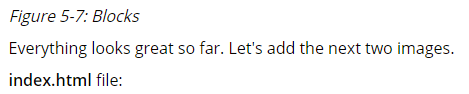 Figure 5-7: Blocks
Everything looks great so far. Let's add the next two images.
index.html file: